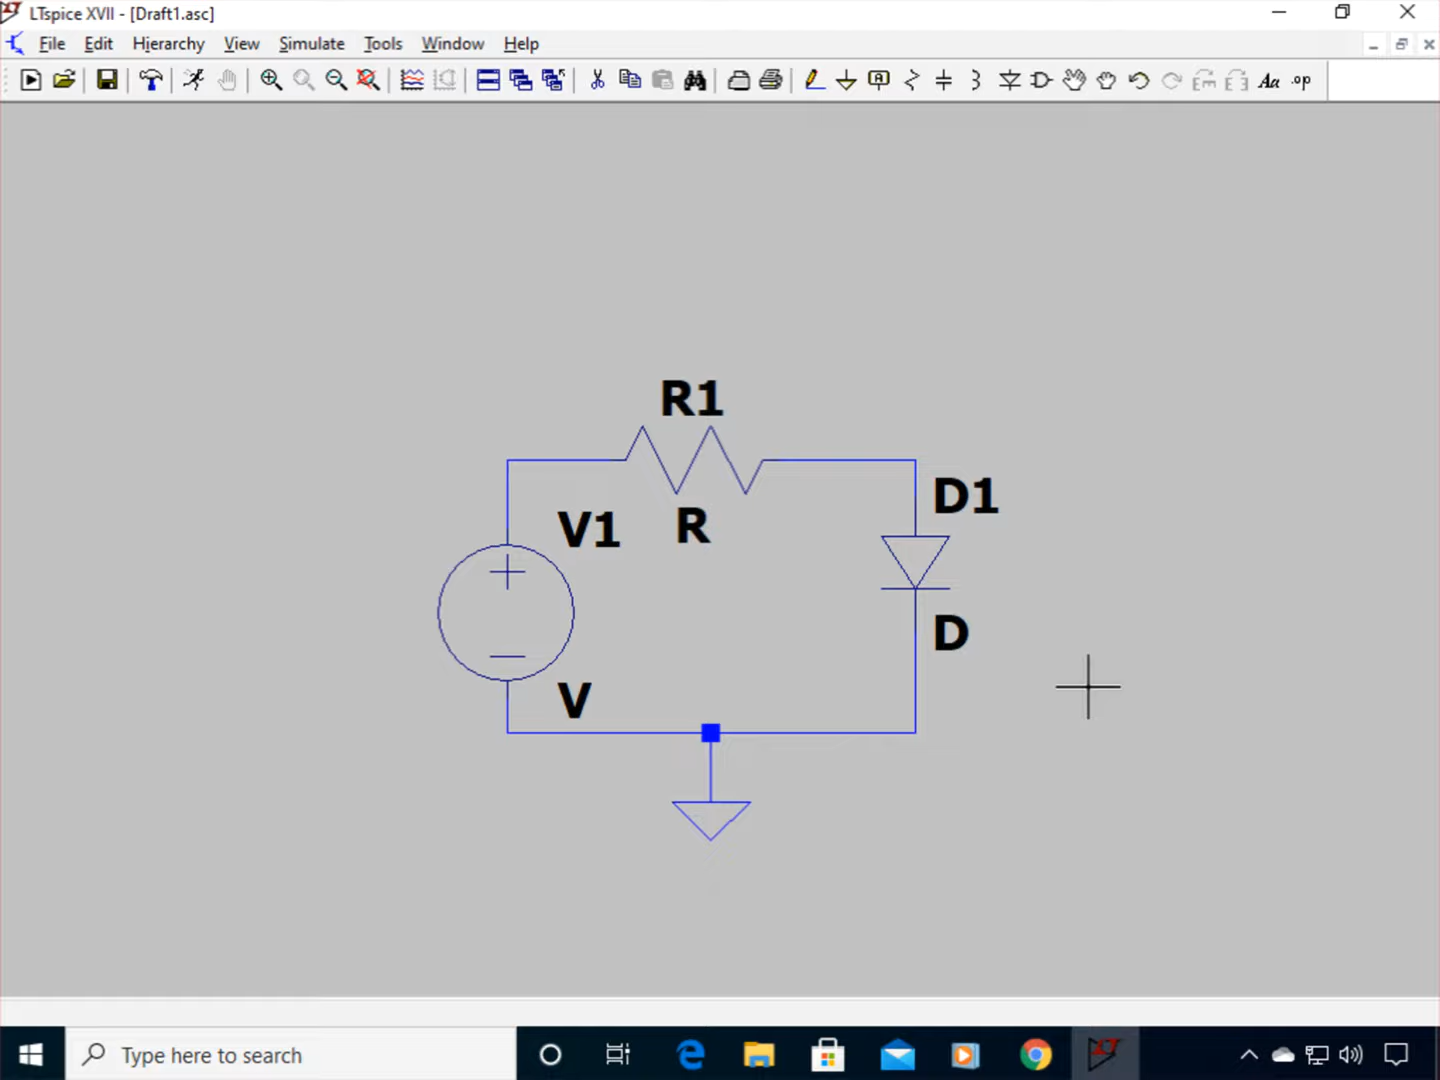 LTspice XVII - [Draft1.asc]
File Edit Hierarchy View Simulate Tools Window Help
Aa .op
R1
V1 R D1
V D
Type here to search